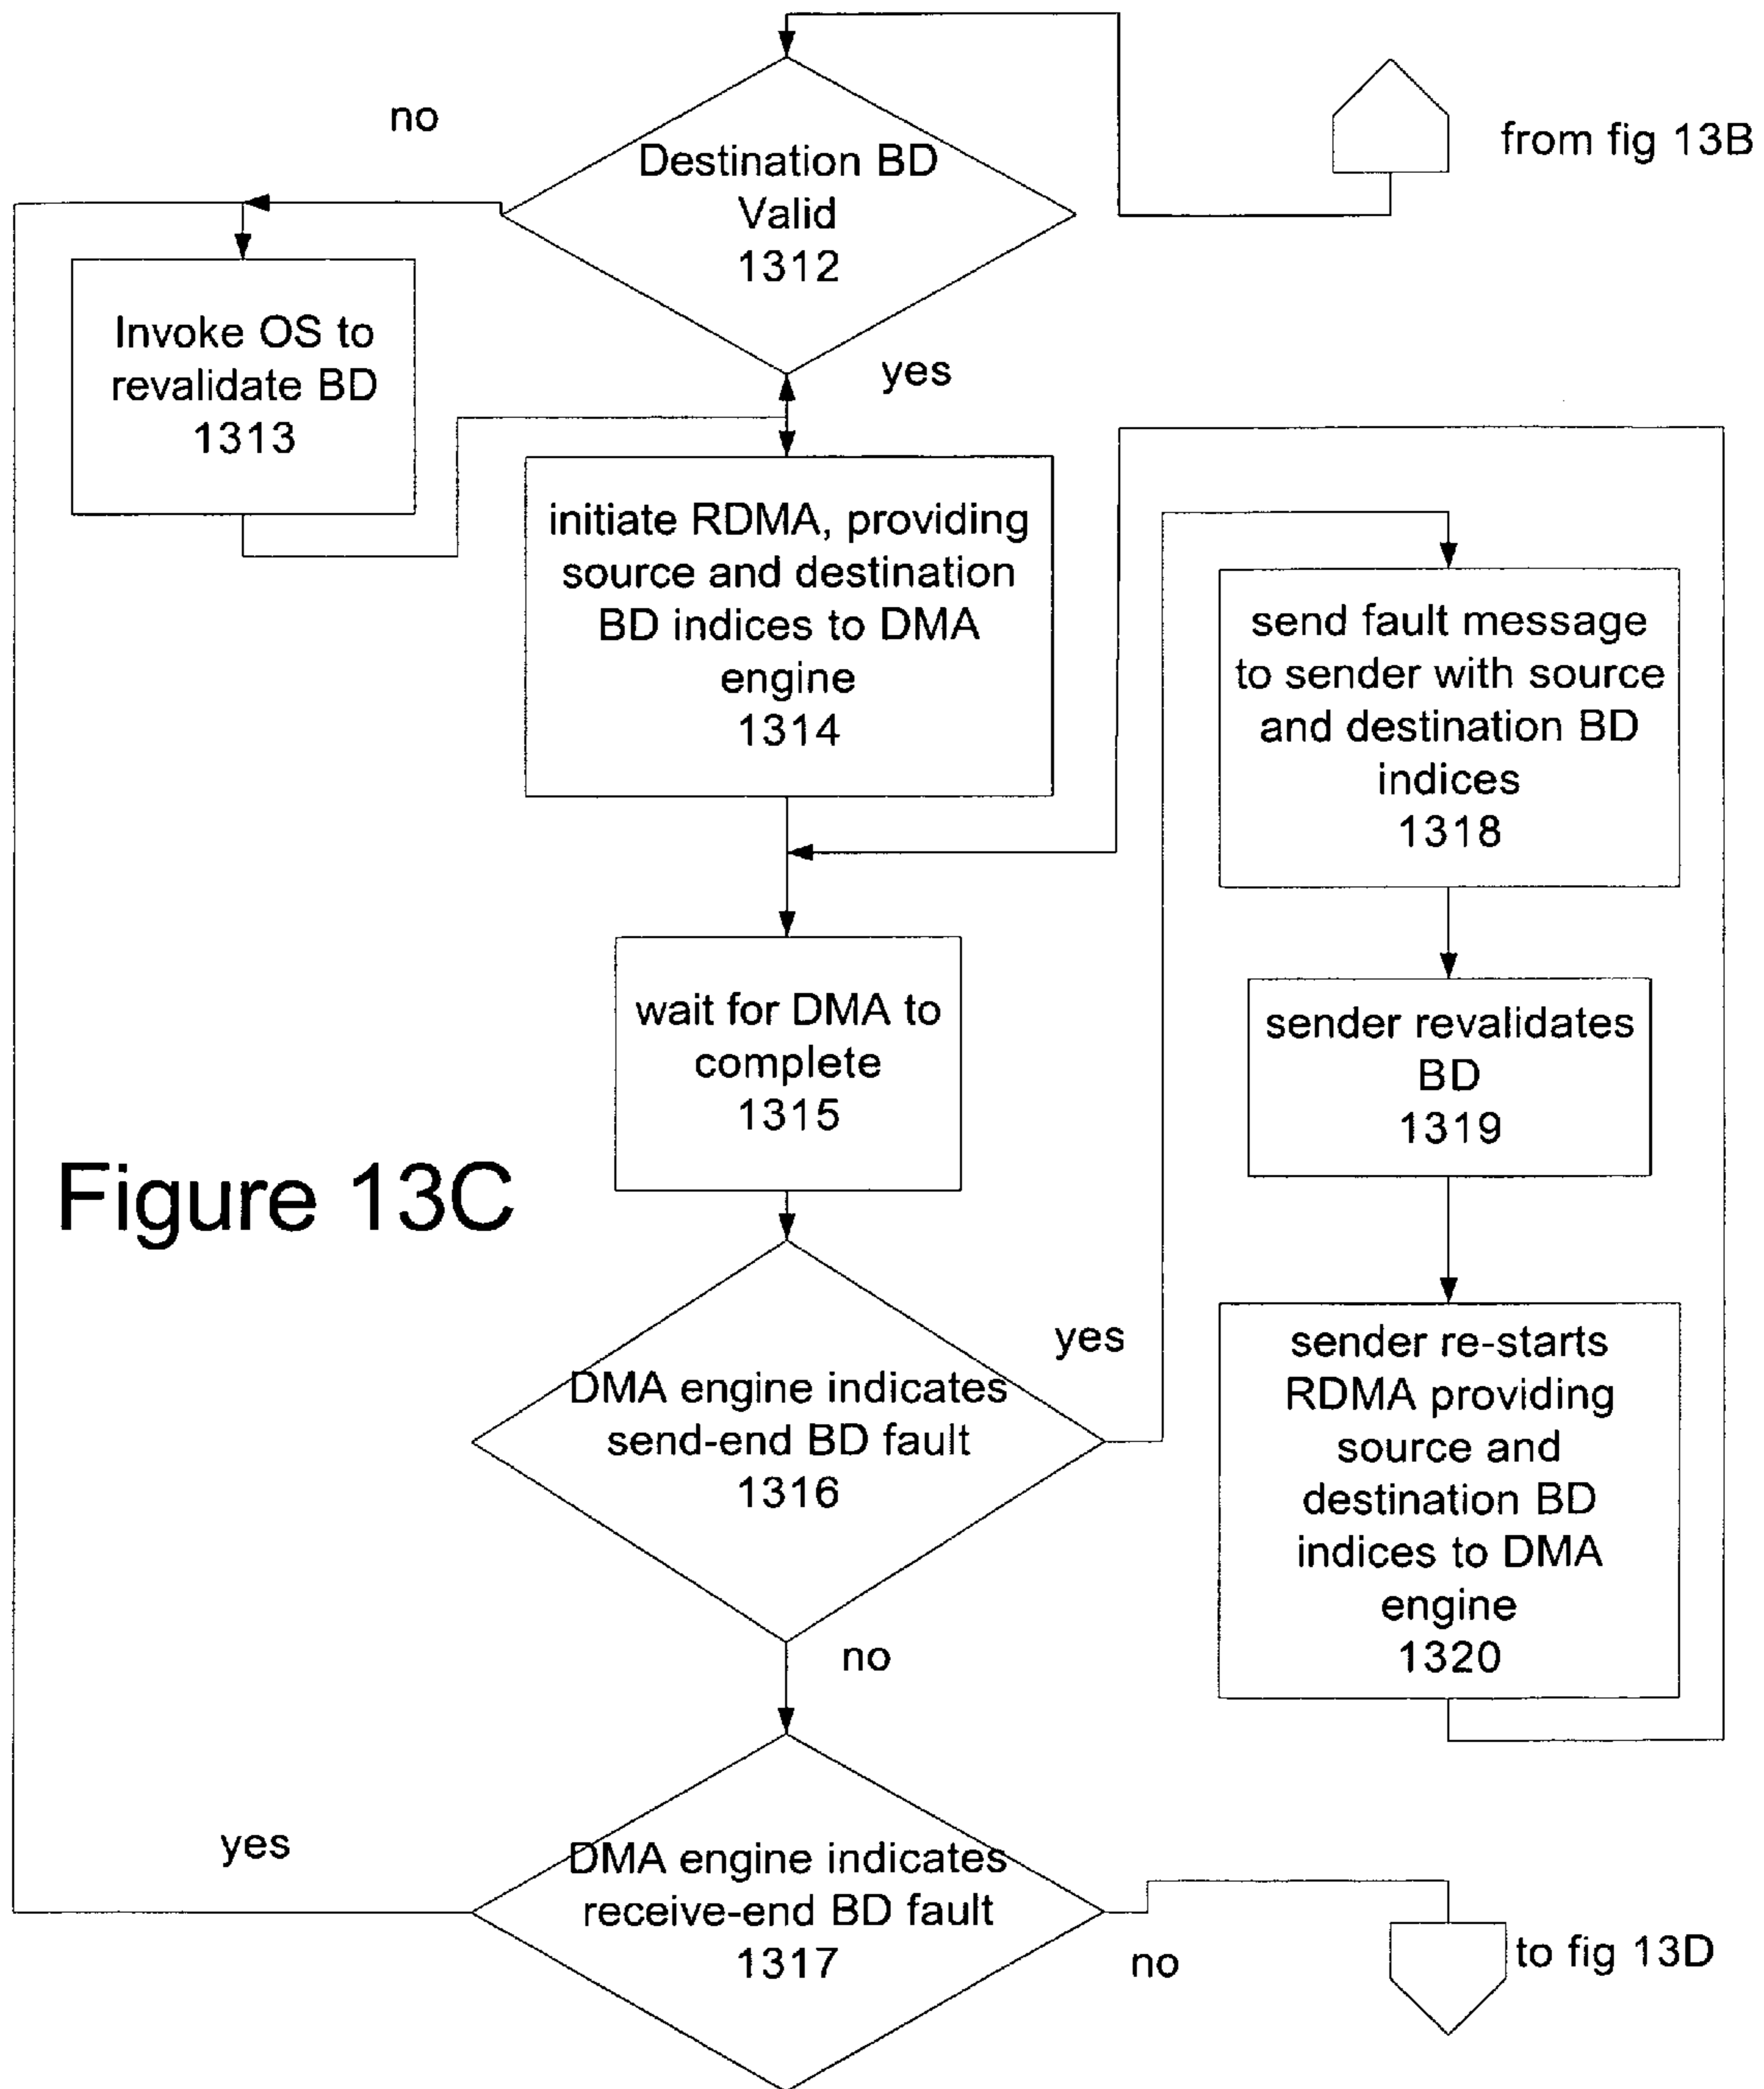 no
Destination BD
Valid
1312
from fig 13B
Invoke OS to
revalidate BD
1313
yes
initiate RDMA, providing
source and destination
BD indices to DMA
engine
1314
send fault message
to sender with source
and destination BD
indices
1318
wait for DMA to
complete
1315
sender revalidates
BD
1319
Figure 13C
DMA engine indicates
send-end BD fault
1316
yes
no
sender re-starts
RDMA providing
source and
destination BD
indices to DMA
engine
1320
yes
DMA engine indicates
receive-end BD fault
1317
no
to fig 13D